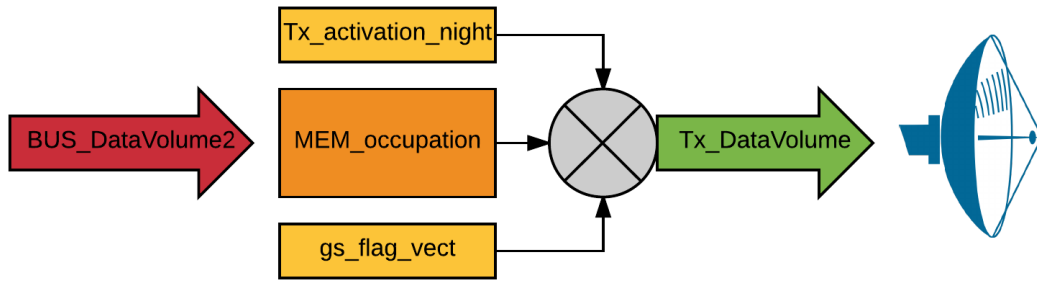 Tx_activation_night
BUS_DataVolume2
MEM_occupation
Tx_DataVolume
gs_flag_vect